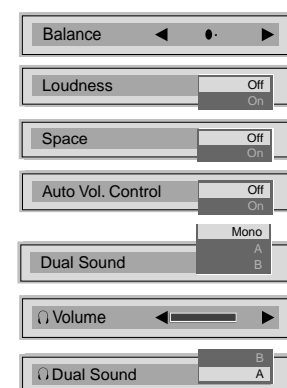 Balance
Loudness
Off
On
Space
Off
On
Auto Vol. Control
Off
On
Mono
A
Dual Sound
B
Volume
B
Dual Sound
A